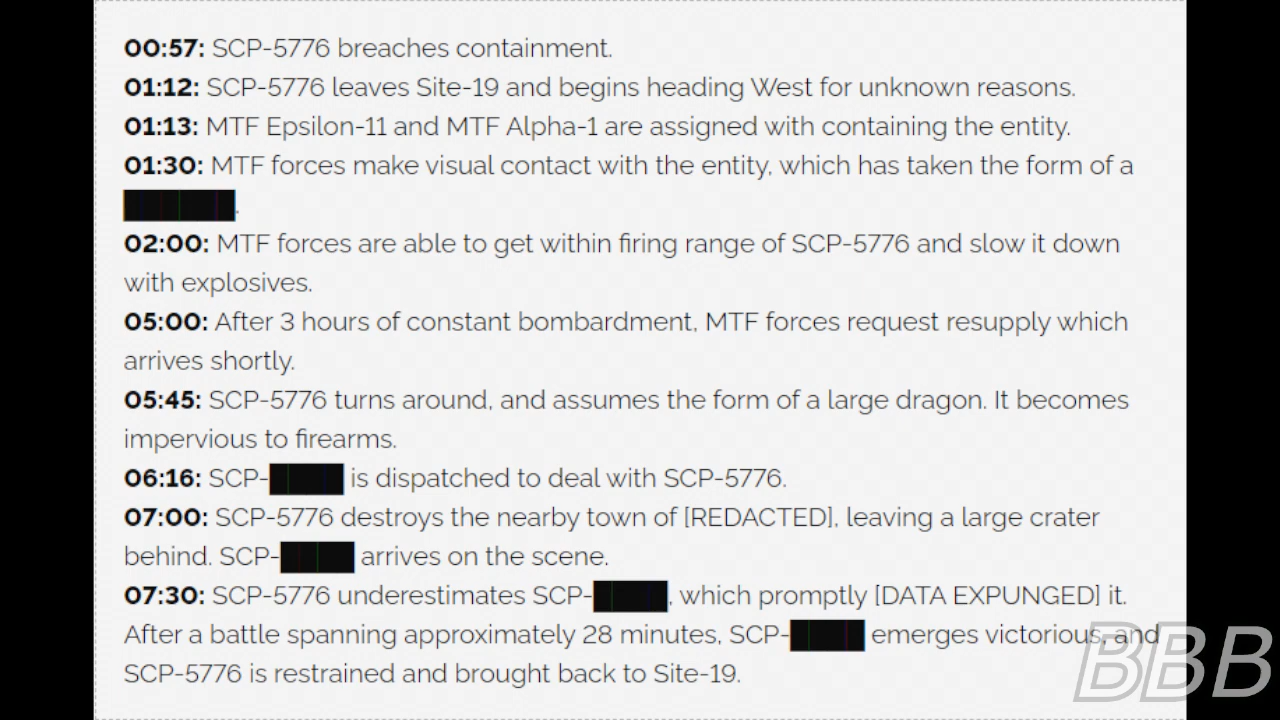 00:57: SCP-5776 breaches containment.
01:12: SCP-5776 leaves Site-19 and begins heading West for unknown reasons.
01:13: MTF Epsilon-11 and MTF Alpha-1 are assigned with containing the entity.
01:30: MTF forces make visual contact with the entity, which has taken the form of a
.
02:00: MTF forces are able to get within firing range of SCP-5776 and slow it down
with explosives.
05:00: After 3 hours of constant bombardment, MTF forces request resupply which
arrives shortly.
05:45: SCP-5776 turns around, and assumes the form of a large dragon. It becomes
impervious to firearms.
06:16: SCP-████ is dispatched to deal with SCP-5776.
07:00: SCP-5776 destroys the nearby town of [REDACTED], leaving a large crater
behind. SCP-████ arrives on the scene.
07:30: SCP-5776 underestimates SCP-████, which promptly [DATA EXPUNGED] it.
After a battle spanning approximately 28 minutes, SCP-████ emerges victorious, and
SCP-5776 is restrained and brought back to Site-19.
BBB